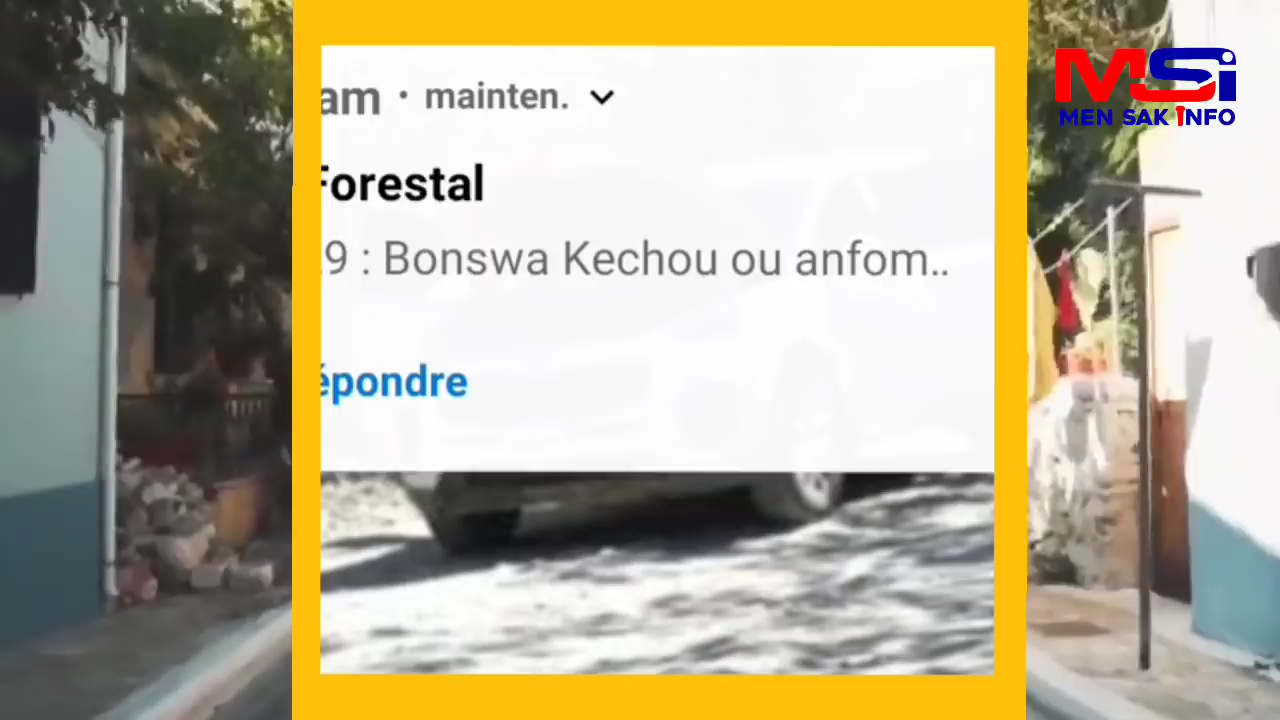 am · mainten.
Forestal
9 : Bonswa Kechou ou anfom..
épondre
MSi
MEN SAK INFO